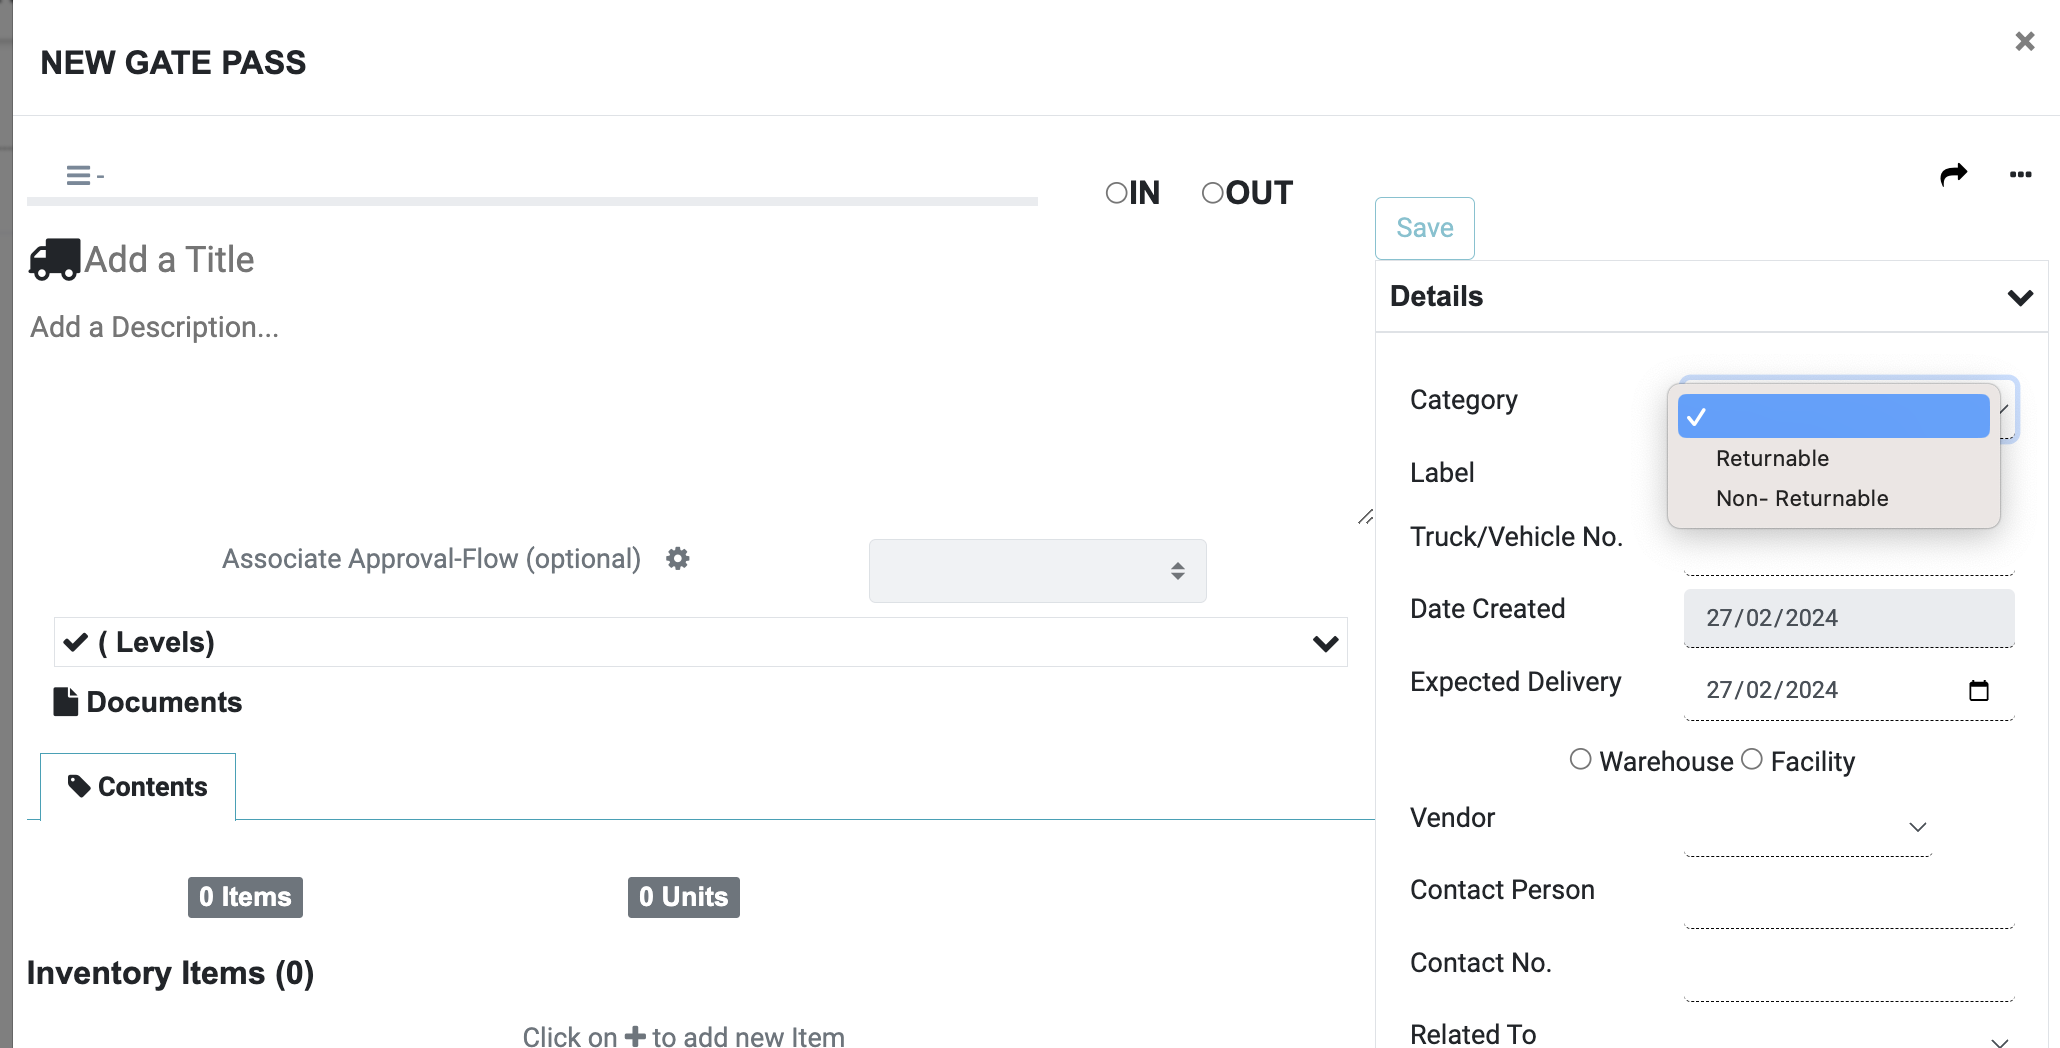 NEW GATE PASS
-
IN
OUT
Save
Add a Title
Add a Description...
Associate Approval-Flow (optional)
( Levels)
Documents
Contents
0 Items
0 Units
Inventory Items (0)
Click on + to add new Item
Details
Category
Returnable
Non- Returnable
Label
Truck/Vehicle No.
Date Created
27/02/2024
Expected Delivery
27/02/2024
Warehouse
Facility
Vendor
Contact Person
Contact No.
Related To